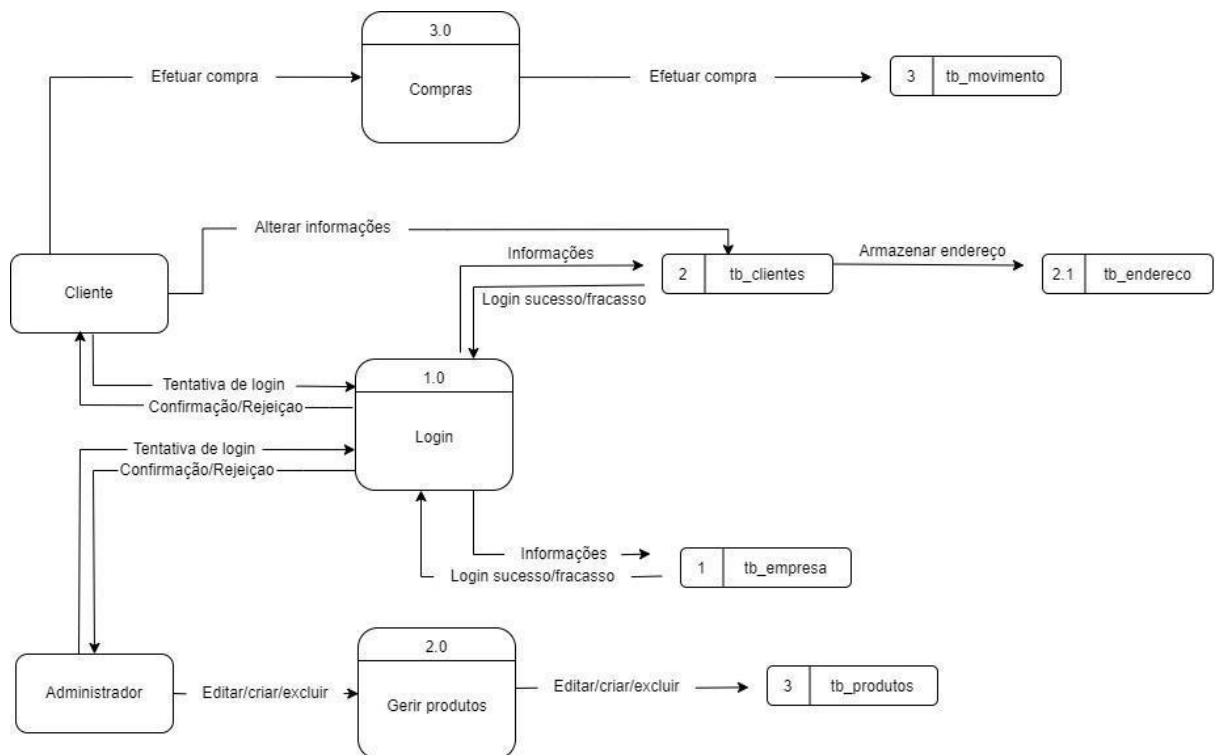 3.0
Efetuar compra
Compras
Efetuar compra
3 tb_movimento
Alterar informações
Informações
Armazenar endereço
Cliente
2 tb_clientes
2.1 tb_endereco
Login sucesso/fracasso
1.0
Tentativa de login
Confirmação/Rejeiçao
Login
Tentativa de login
Confirmação/Rejeiçao
Informações
1 tb_empresa
Login sucesso/fracasso
2.0
Administrador
Editar/criar/excluir
Gerir produtos
Editar/criar/excluir
3 tb_produtos